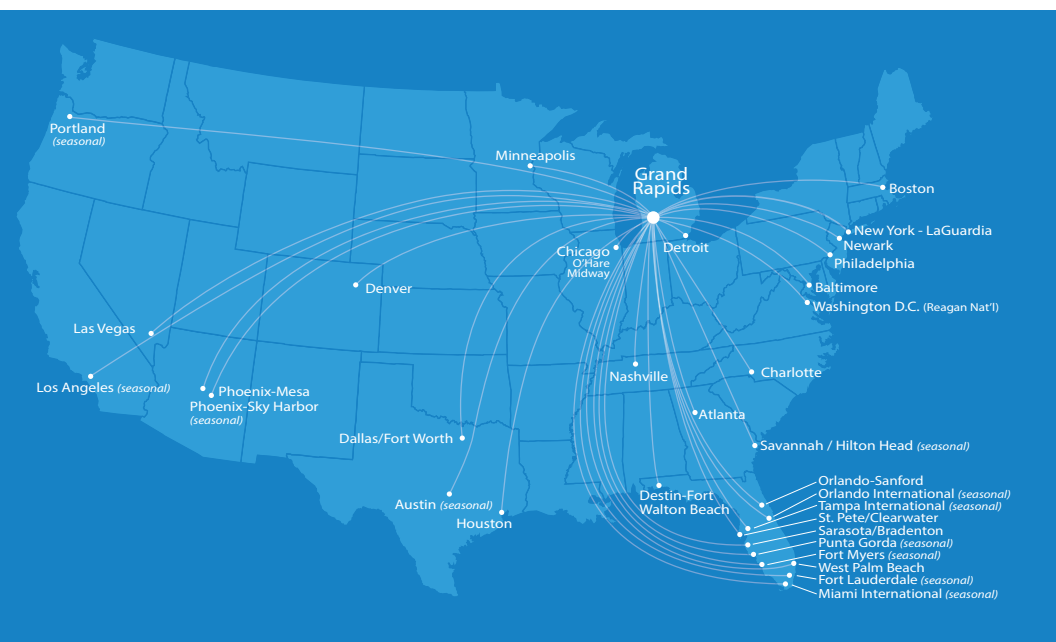 Portland
(seasonal)
Minneapolis
Grand
Rapids
Boston
New York - LaGuardia
Newark
Philadelphia
Chicago
O'Hare
Midway
Detroit
Baltimore
Washington D.C. (Reagan Nat'l)
Denver
Las Vegas
Los Angeles (seasonal)
Phoenix-Mesa
Phoenix-Sky Harbor
(seasonal)
Nashville
Charlotte
Atlanta
Dallas/Fort Worth
Savannah / Hilton Head (seasonal)
Austin (seasonal)
Houston
Destin-Fort
Walton Beach
Orlando-Sanford
Orlando International (seasonal)
Tampa International (seasonal)
St. Pete/Clearwater
Sarasota/Bradenton
Punta Gorda (seasonal)
Fort Myers (seasonal)
West Palm Beach
Fort Lauderdale (seasonal)
Miami International (seasonal)